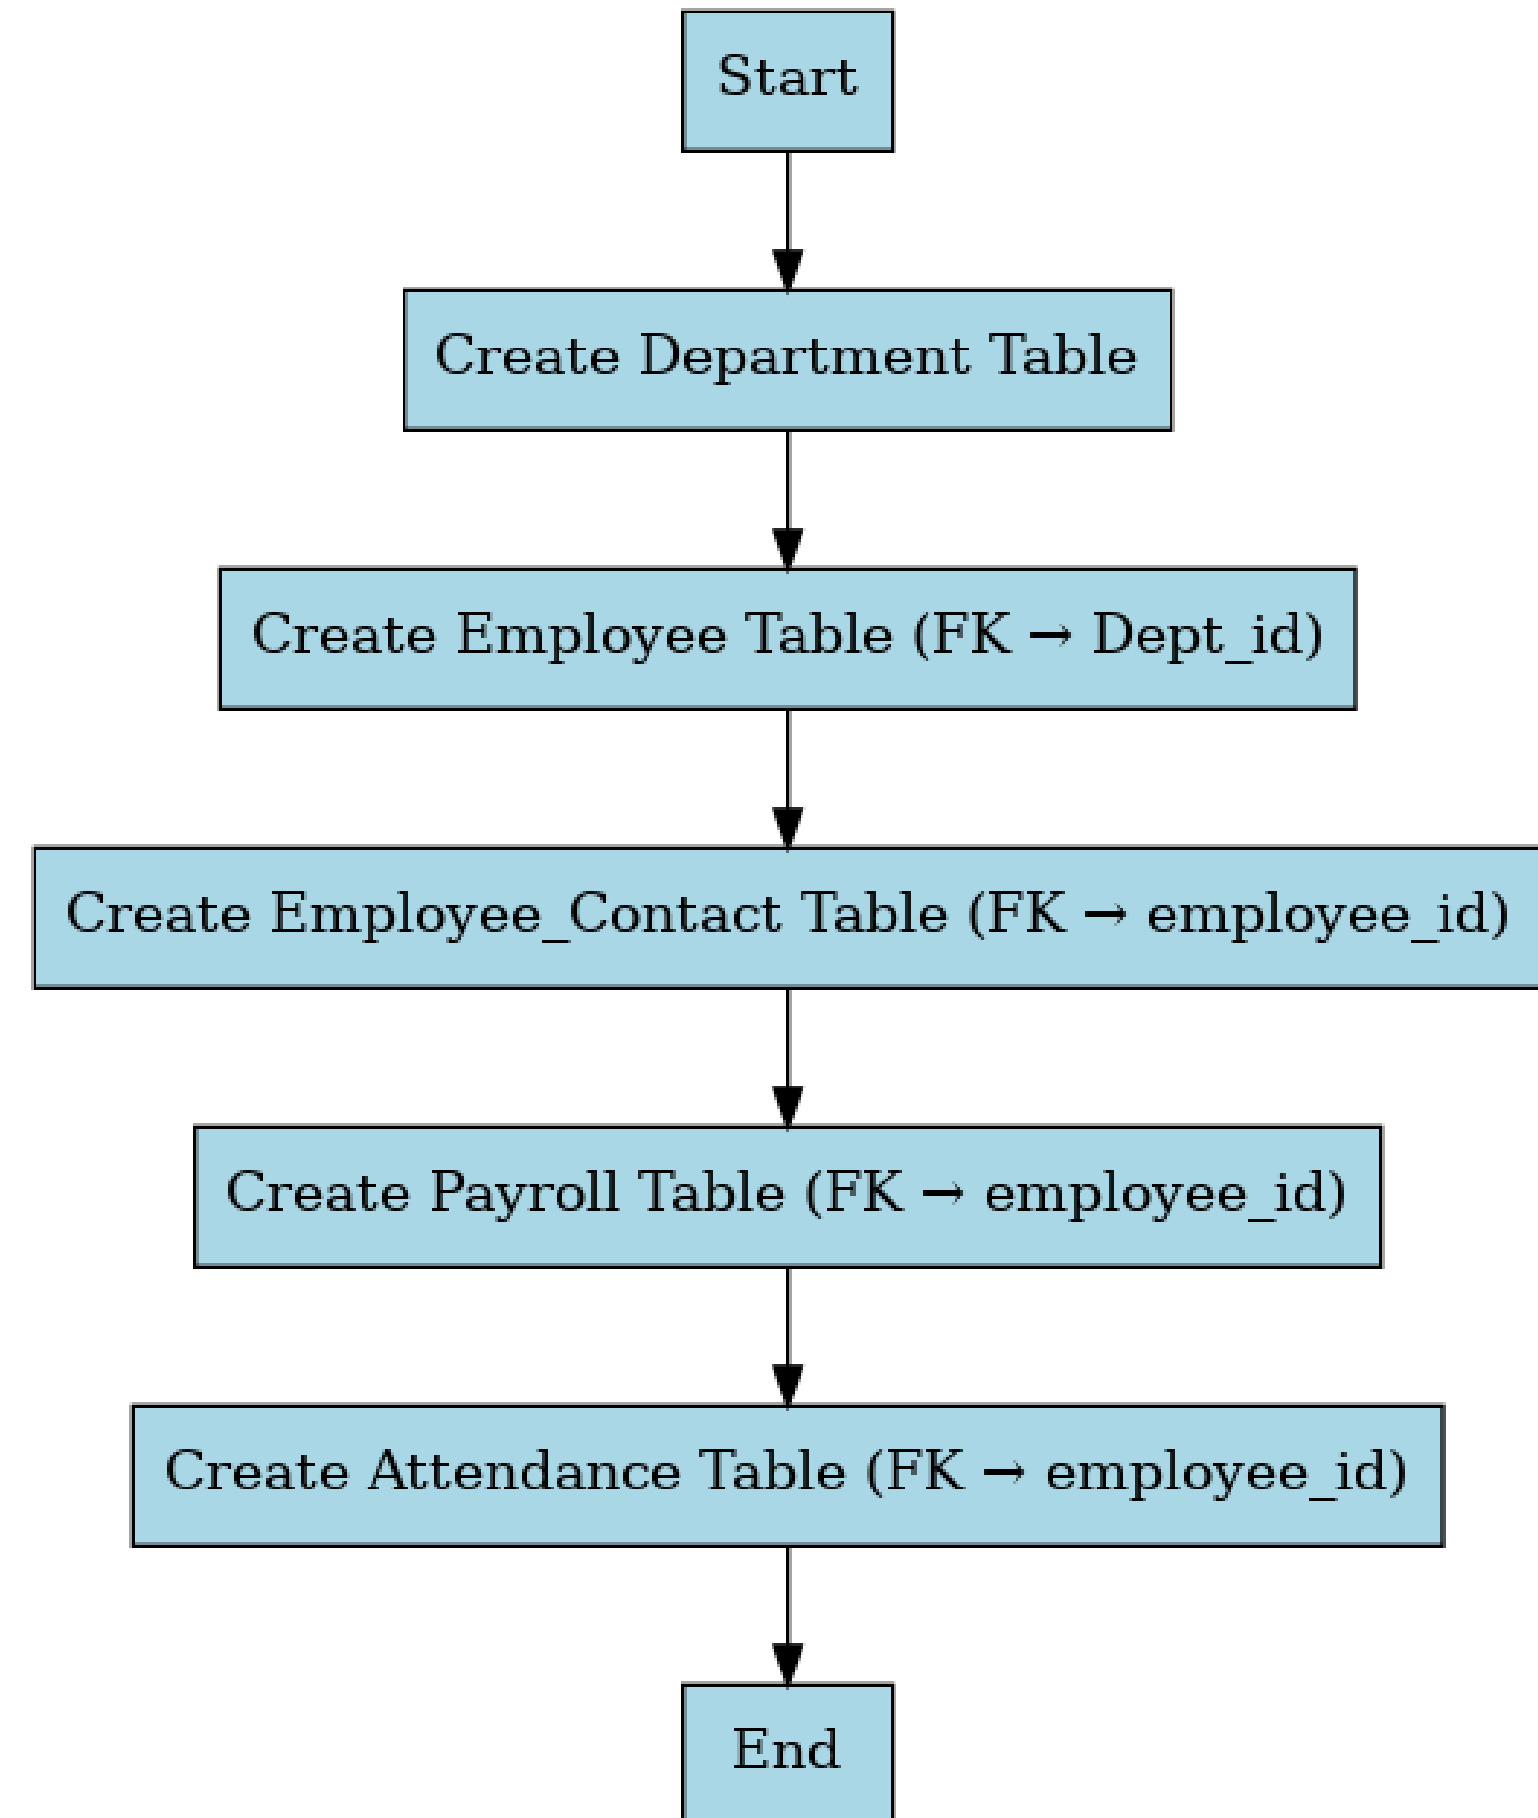 Start
Create Department Table
Create Employee Table (FK → Dept_id)
Create Employee_Contact Table (FK → employee_id)
Create Payroll Table (FK → employee_id)
Create Attendance Table (FK → employee_id)
End